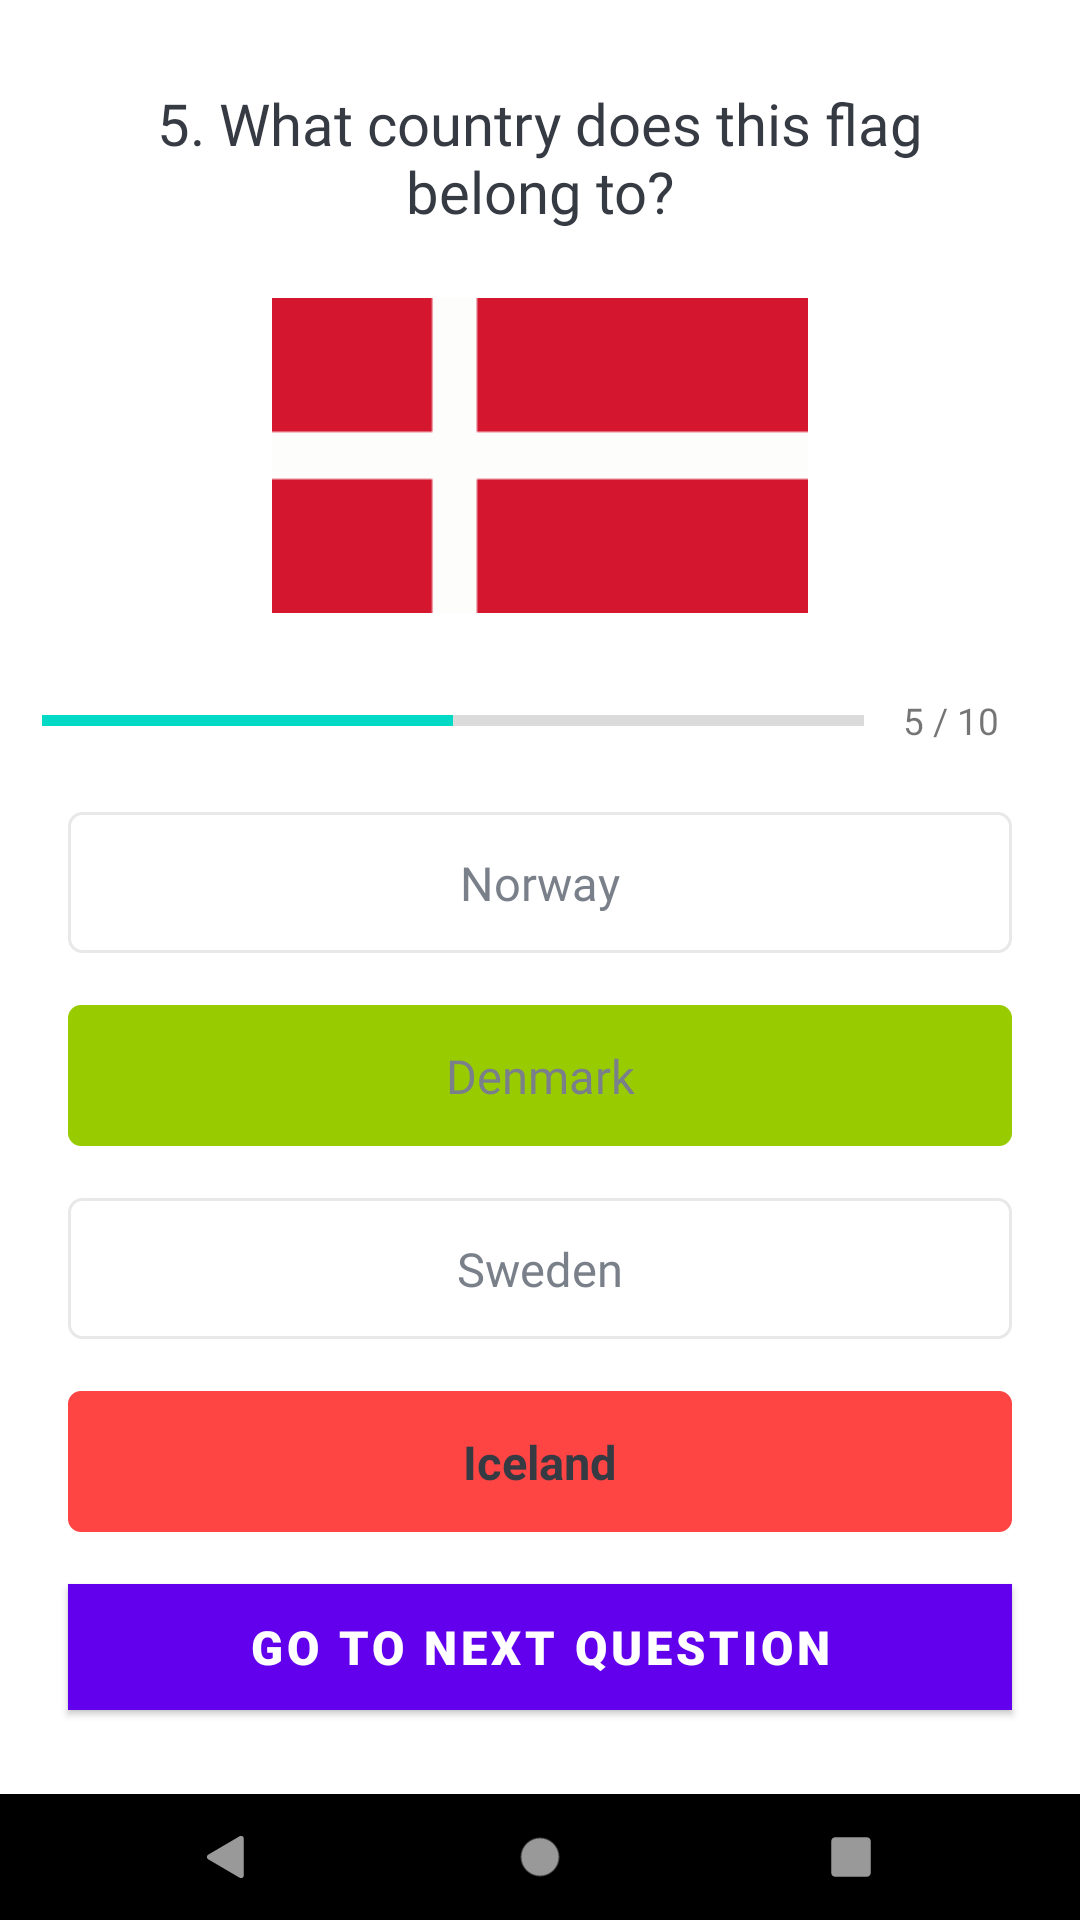 5. What country does this flag
belong to?
5 / 10
Norway
Denmark
Sweden
Iceland
GO TO NEXT QUESTION